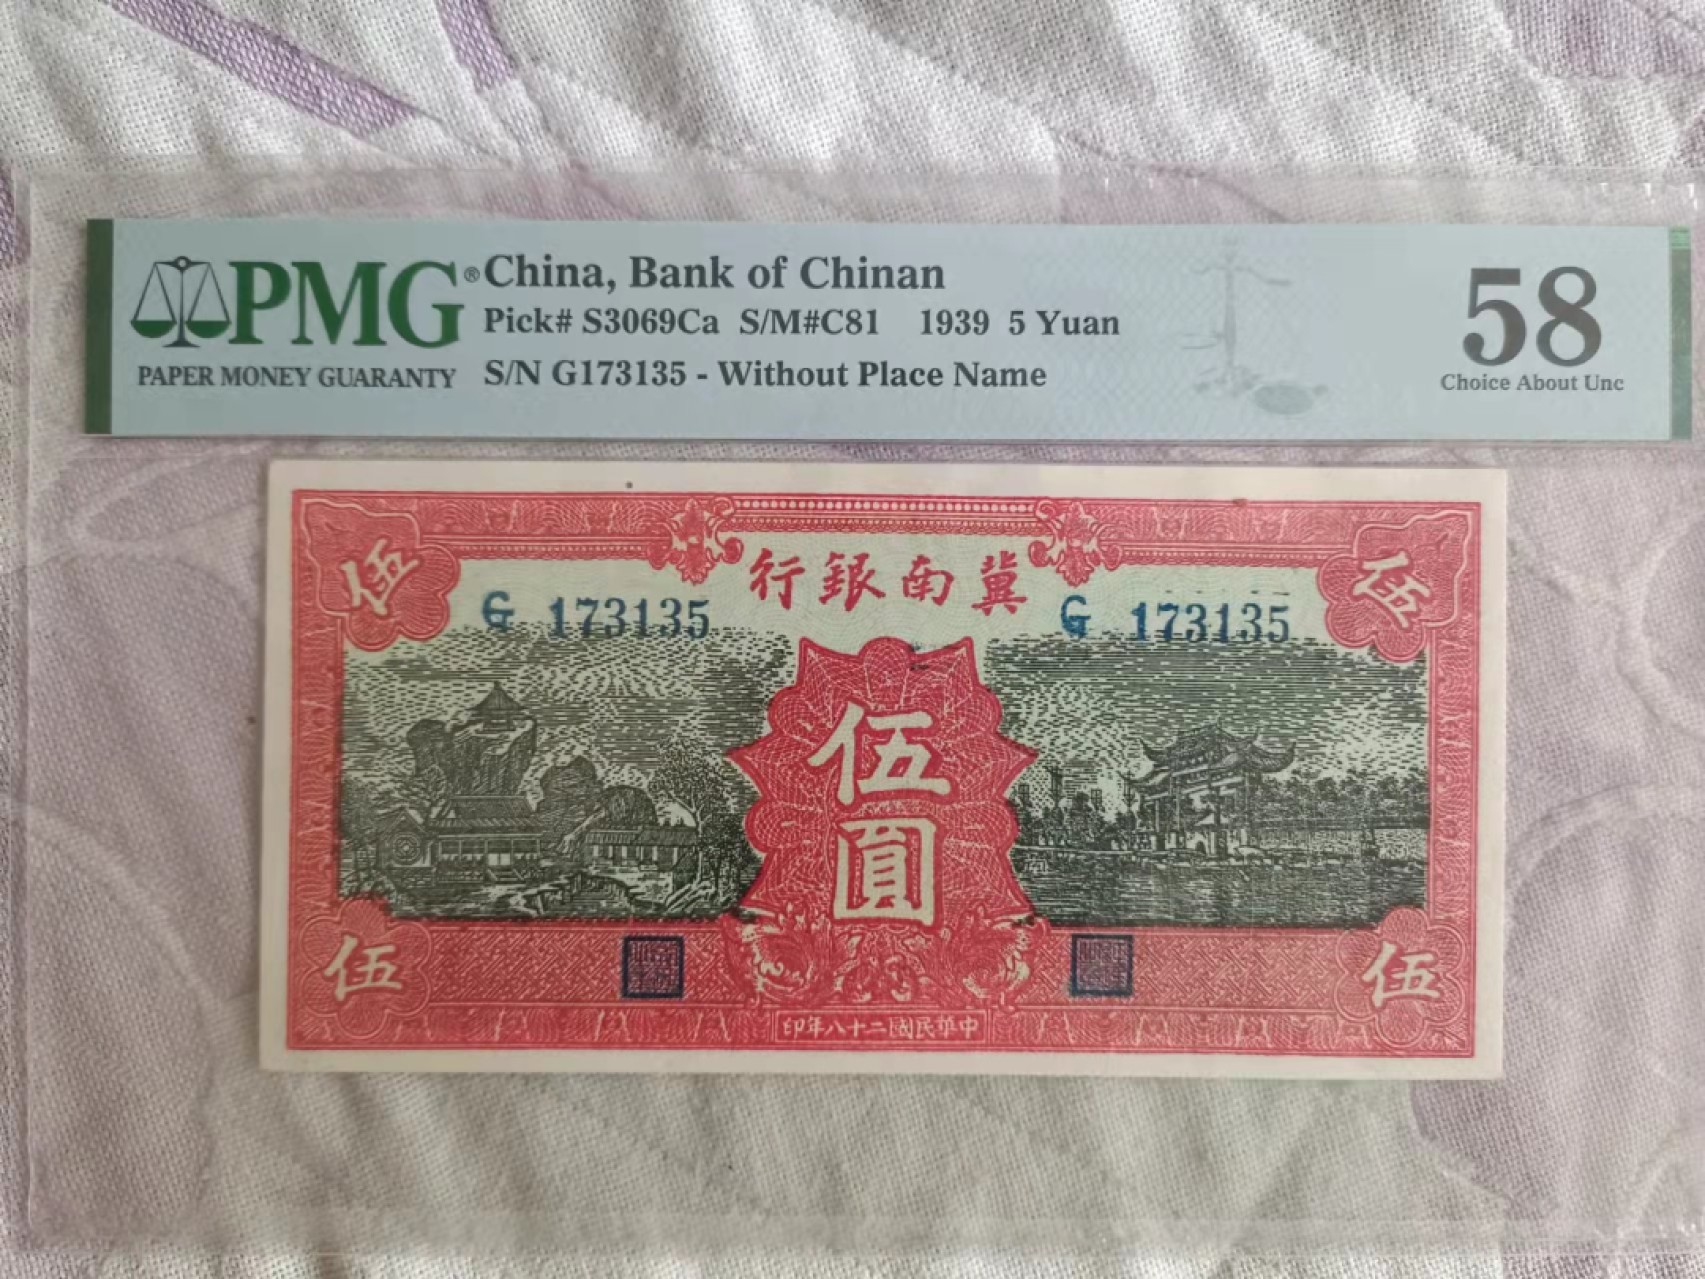 PMG® China, Bank of Chinan
Pick# S3069Ca S/M#C81 1939 5 Yuan
PAPER MONEY GUARANTY S/N G173135 - Without Place Name
58
Choice About Unc
伍 伍
行銀南冀
G 173135 G 173135
伍
圓
伍 伍
印年八十二國民華中